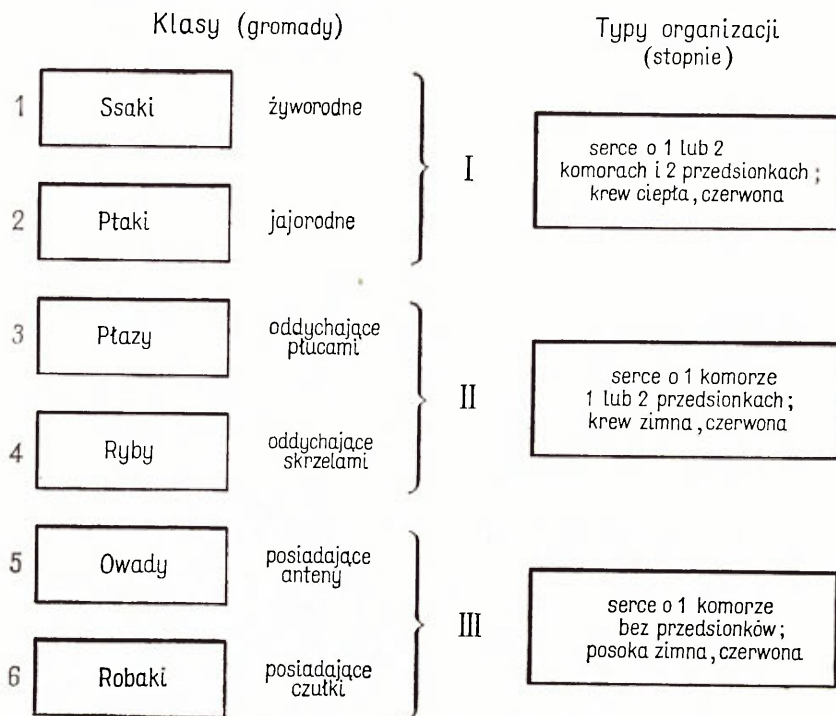 Klasy (gromady)
Typy organizacji
(stopnie)
1 Ssaki żyworodne
2 Ptaki jajorodne
I
serce o 1 lub 2
komorach i 2 przedsionkach;
krew ciepła, czerwona
3 Płazy oddychające
płucami
4 Ryby oddychające
skrzelami
II
serce o 1 komorze
1 lub 2 przedsionkach;
krew zimna, czerwona
5 Owady posiadające
anteny
6 Robaki posiadające
czułki
III
serce o 1 komorze
bez przedsionków;
posoka zimna, czerwona